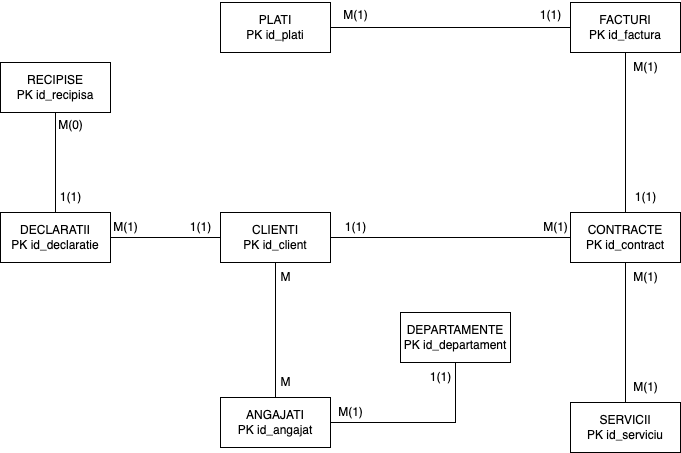 PLATI
PK id_plati
M(1)
1(1)
FACTURI
PK id_factura
M(1)
RECIPISE
PK id_recipisa
M(0)
1(1)
1(1)
DECLARATII
PK id_declaratie
M(1)
1(1)
CLIENTI
PK id_client
1(1)
M(1)
CONTRACTE
PK id_contract
M
M(1)
DEPARTAMENTE
PK id_departament
1(1)
M
M(1)
ANGAJATI
PK id_angajat
M(1)
SERVICII
PK id_serviciu